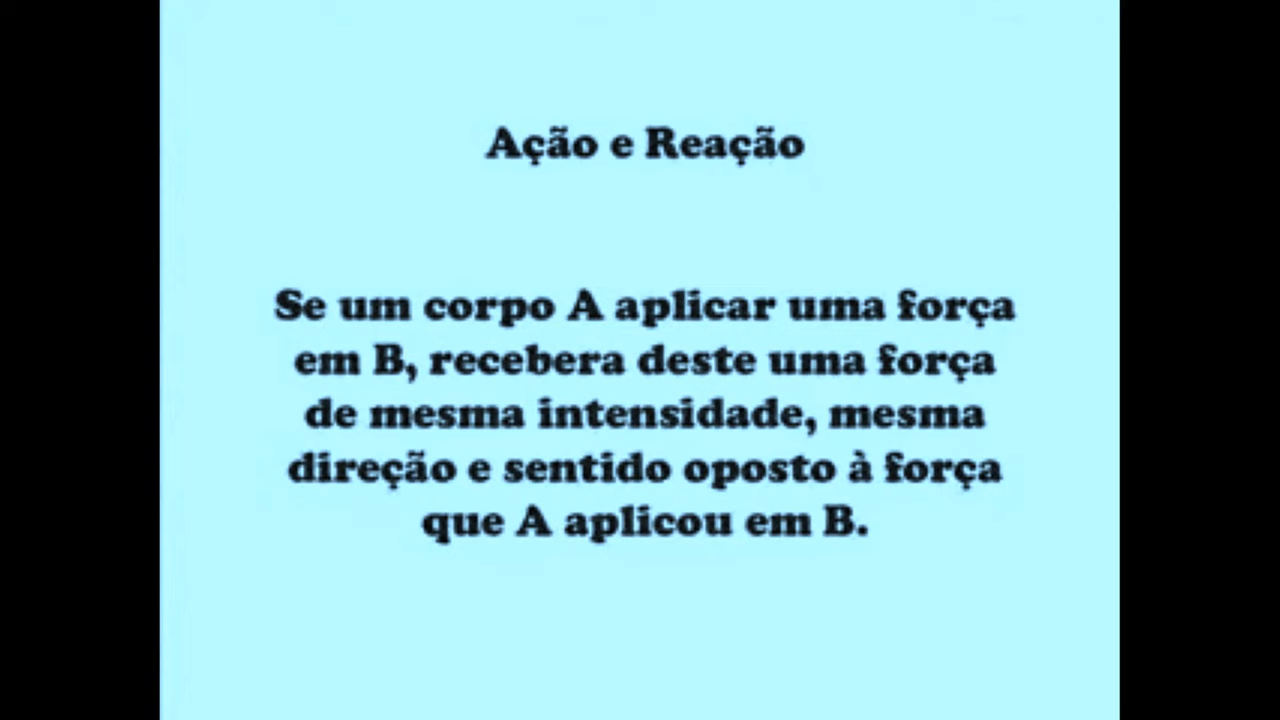 Ação e Reação
Se um corpo A aplicar uma força
em B, recebera deste uma força
de mesma intensidade, mesma
direção e sentido oposto à força
que A aplicou em B.